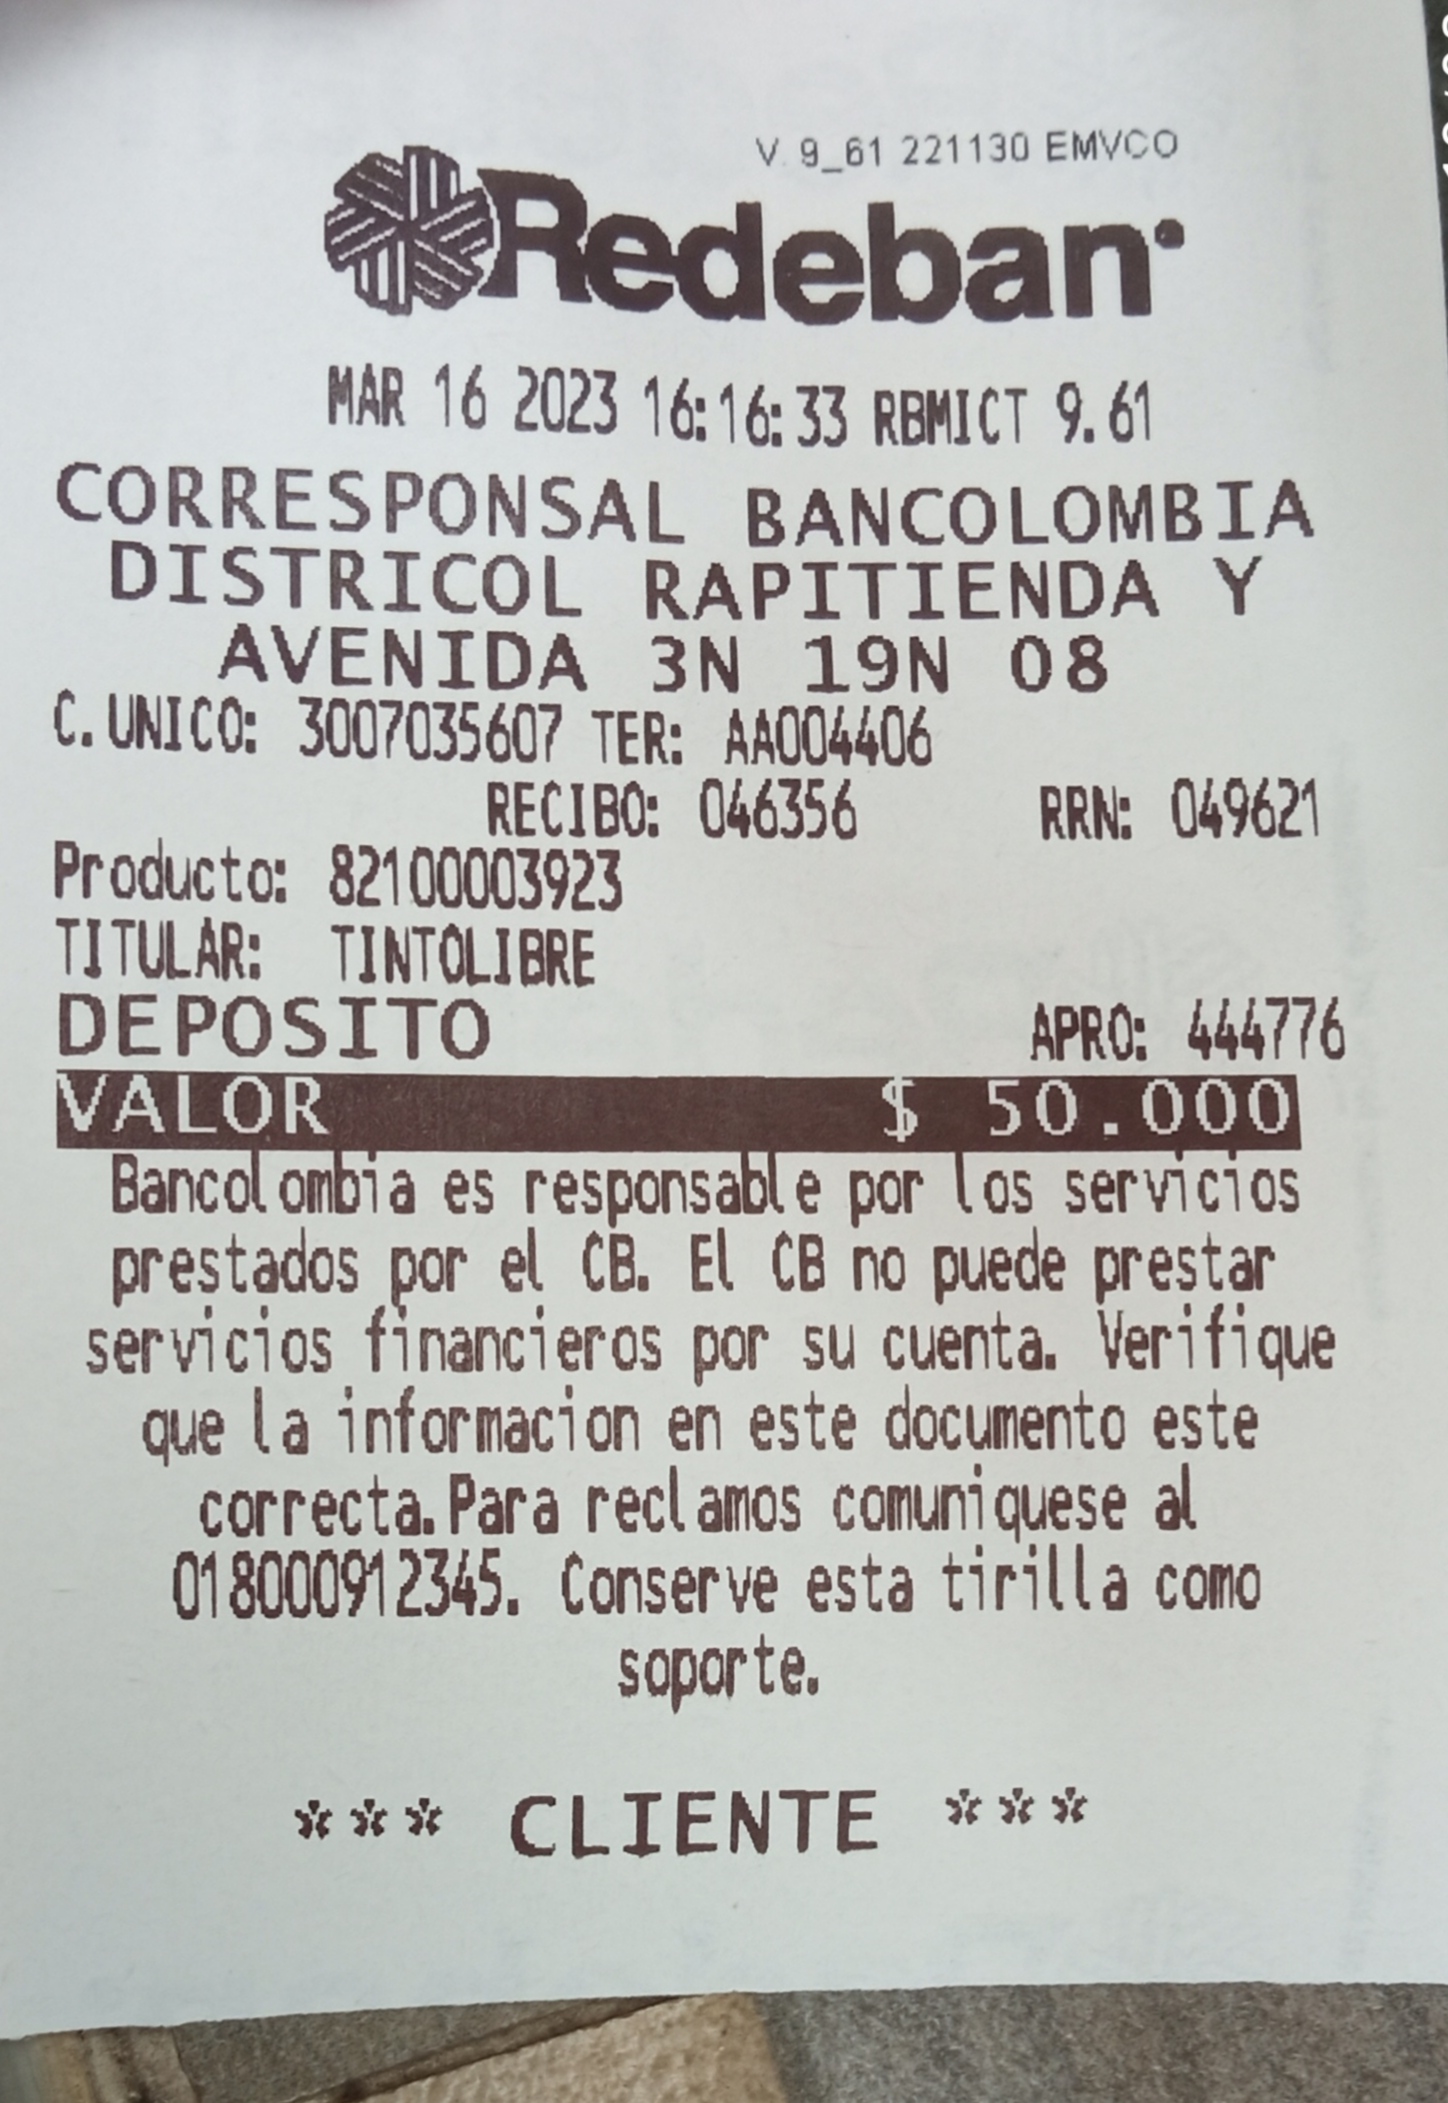 V. 9_61 221130 EMVCO
Redeban
MAR 16 2023 16:16:33 RBMICT 9.61
CORRESPONSAL BANCOLOMBIA
DISTRICOL RAPITIENDA Y
AVENIDA 3N 19N 08
C.UNICO: 3007035607 TER: AA004406
RECIBO: 046356 RRN: 049621
Producto: 82100003923
TITULAR: TINTOLIBRE
DEPOSITO APRO: 444776
VALOR $ 50.000
Bancolombia es responsable por los servicios
prestados por el CB. El CB no puede prestar
servicios financieros por su cuenta. Verifique
que la informacion en este documento este
correcta.Para reclamos comuniquese al
018000912345. Conserve esta tirilla como
soporte.
*** CLIENTE ***